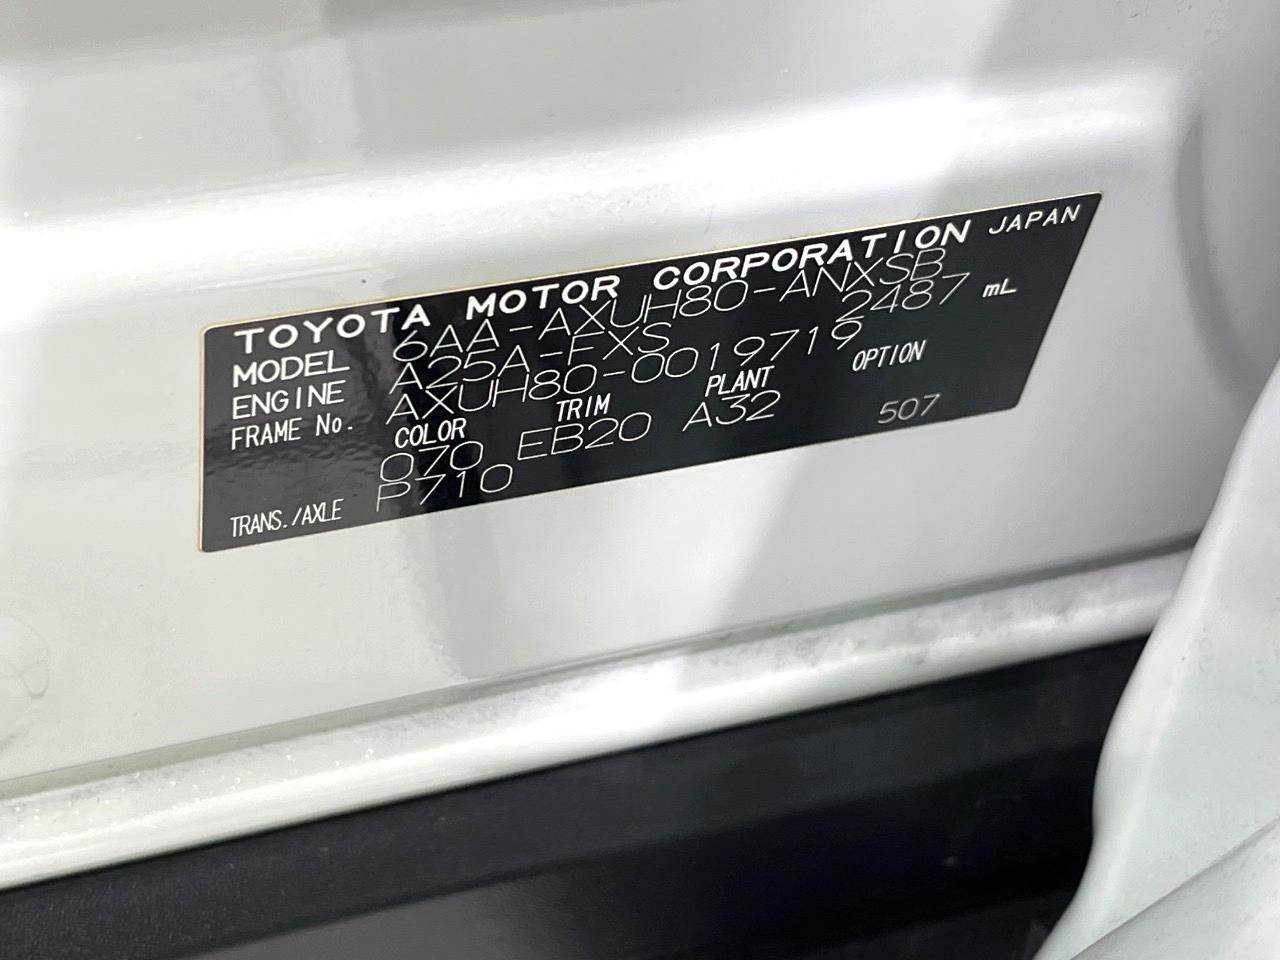 TOYOTA MOTOR CORPORATION JAPAN
MODEL 6AA-AXUH80-ANXSB
ENGINE A25A-FXS 2487 mL
FRAME No. AXUH80-0019719
COLOR TRIM PLANT OPTION
070 EB20 A32 507
TRANS./AXLE P710